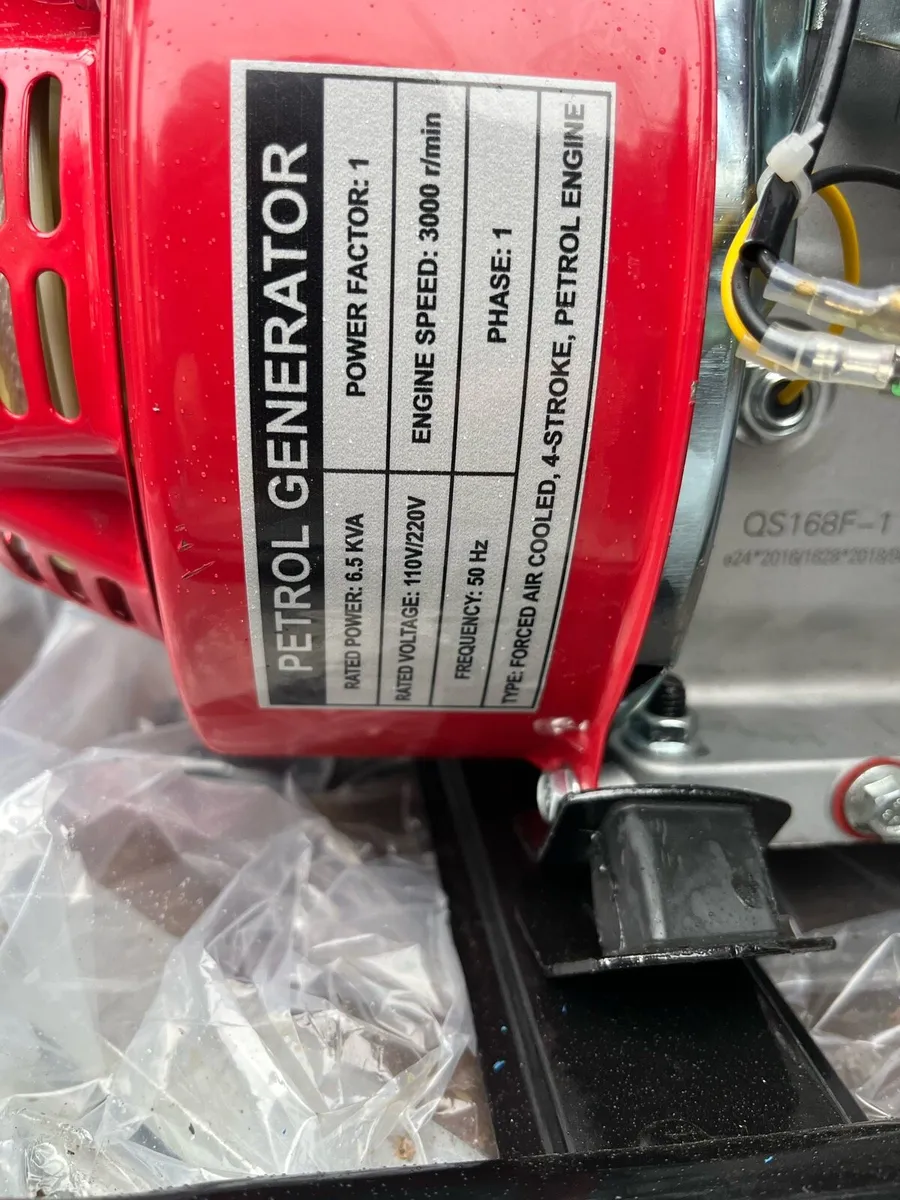 PETROL GENERATOR
RATED POWER: 6.5 KVA
POWER FACTOR: 1
RATED VOLTAGE: 110V/220V
ENGINE SPEED: 3000 r/min
FREQUENCY: 50 Hz
PHASE: 1
TYPE: FORCED AIR COOLED, 4-STROKE, PETROL ENGINE
QS168F-1